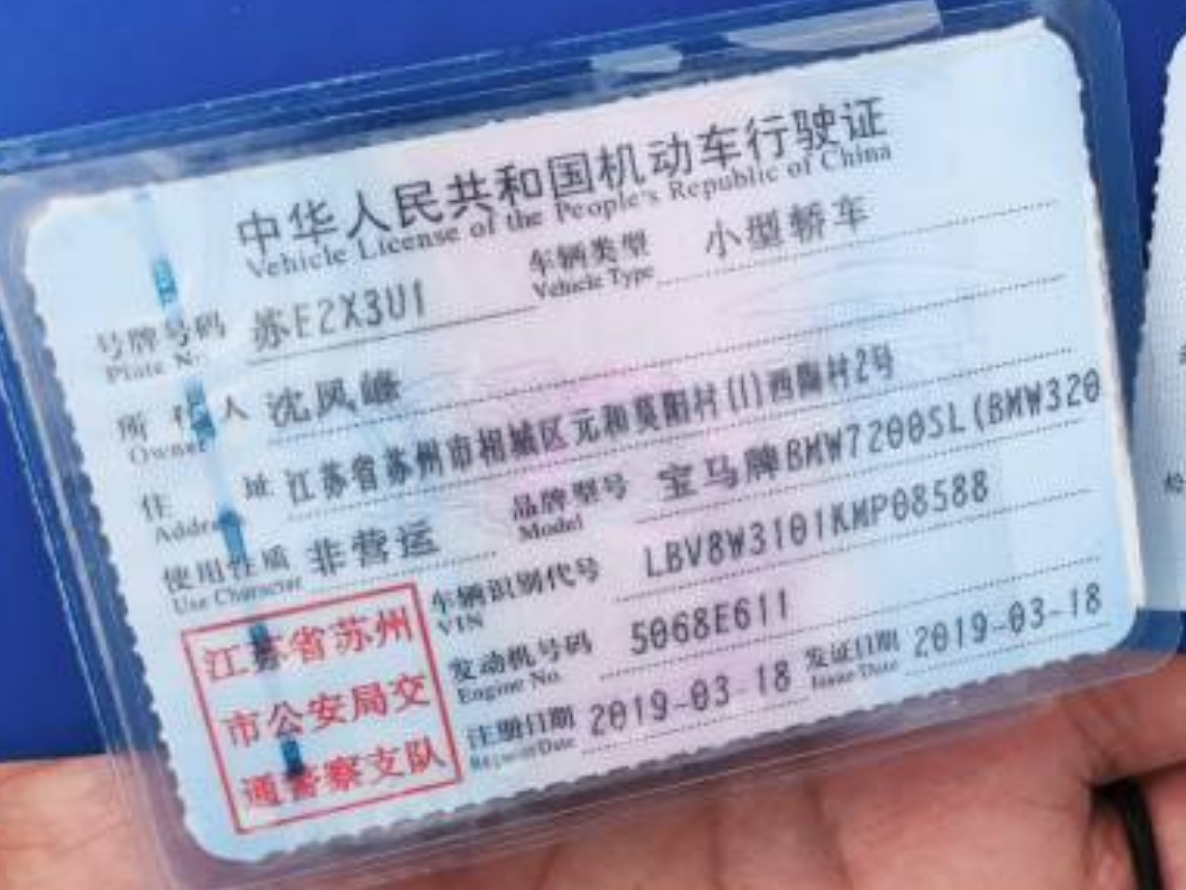 中华人民共和国机动车行驶证
Vehicle License of the People's Republic of China
号牌号码 苏E2X3U1 车辆类型 小型轿车
Plate No. Vehicle Type
所有人 沈风峰
Owner
住址 江苏省苏州市相城区元和莫阳村(1)西陶村2号
Address
使用性质 非营运 品牌型号 宝马牌BMW7200SL(BMW320
Use Character Model
车辆识别代号 LBV8W3101KMP08588
VIN
发动机号码 5068E611
Engine No.
注册日期 2019-03-18 发证日期 2019-03-18
Register Date Issue Date
江苏省苏州
市公安局交
通警察支队